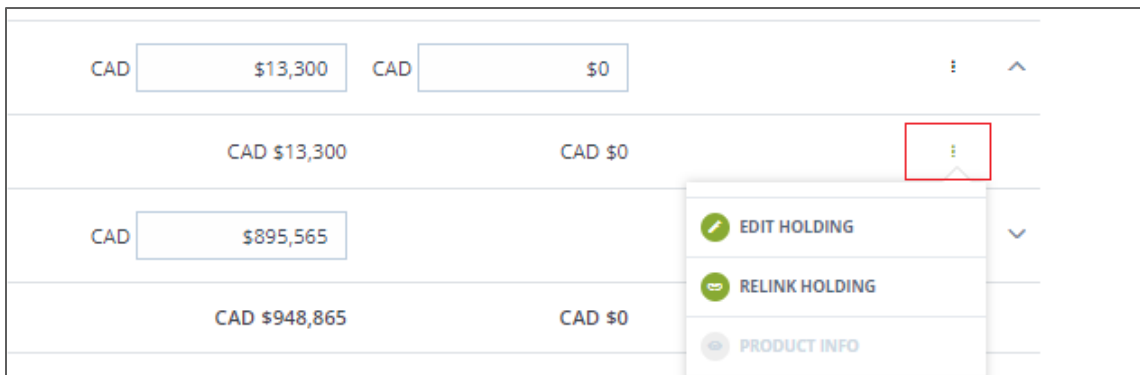 CAD $13,300 CAD $0
CAD $13,300 CAD $0
CAD $895,565
EDIT HOLDING
RELINK HOLDING
CAD $948,865 CAD $0
PRODUCT INFO